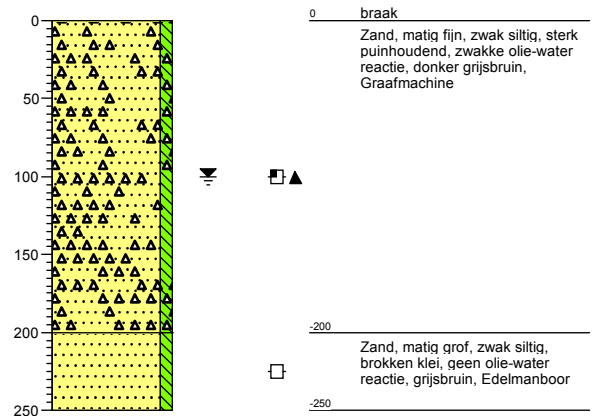 0
50
100
150
200
250
0
braak
Zand, matig fijn, zwak siltig, sterk
puinhoudend, zwakke olie-water
reactie, donker grijsbruin,
Graafmachine
-200
Zand, matig grof, zwak siltig,
brokken klei, geen olie-water
reactie, grijsbruin, Edelmanboor
-250